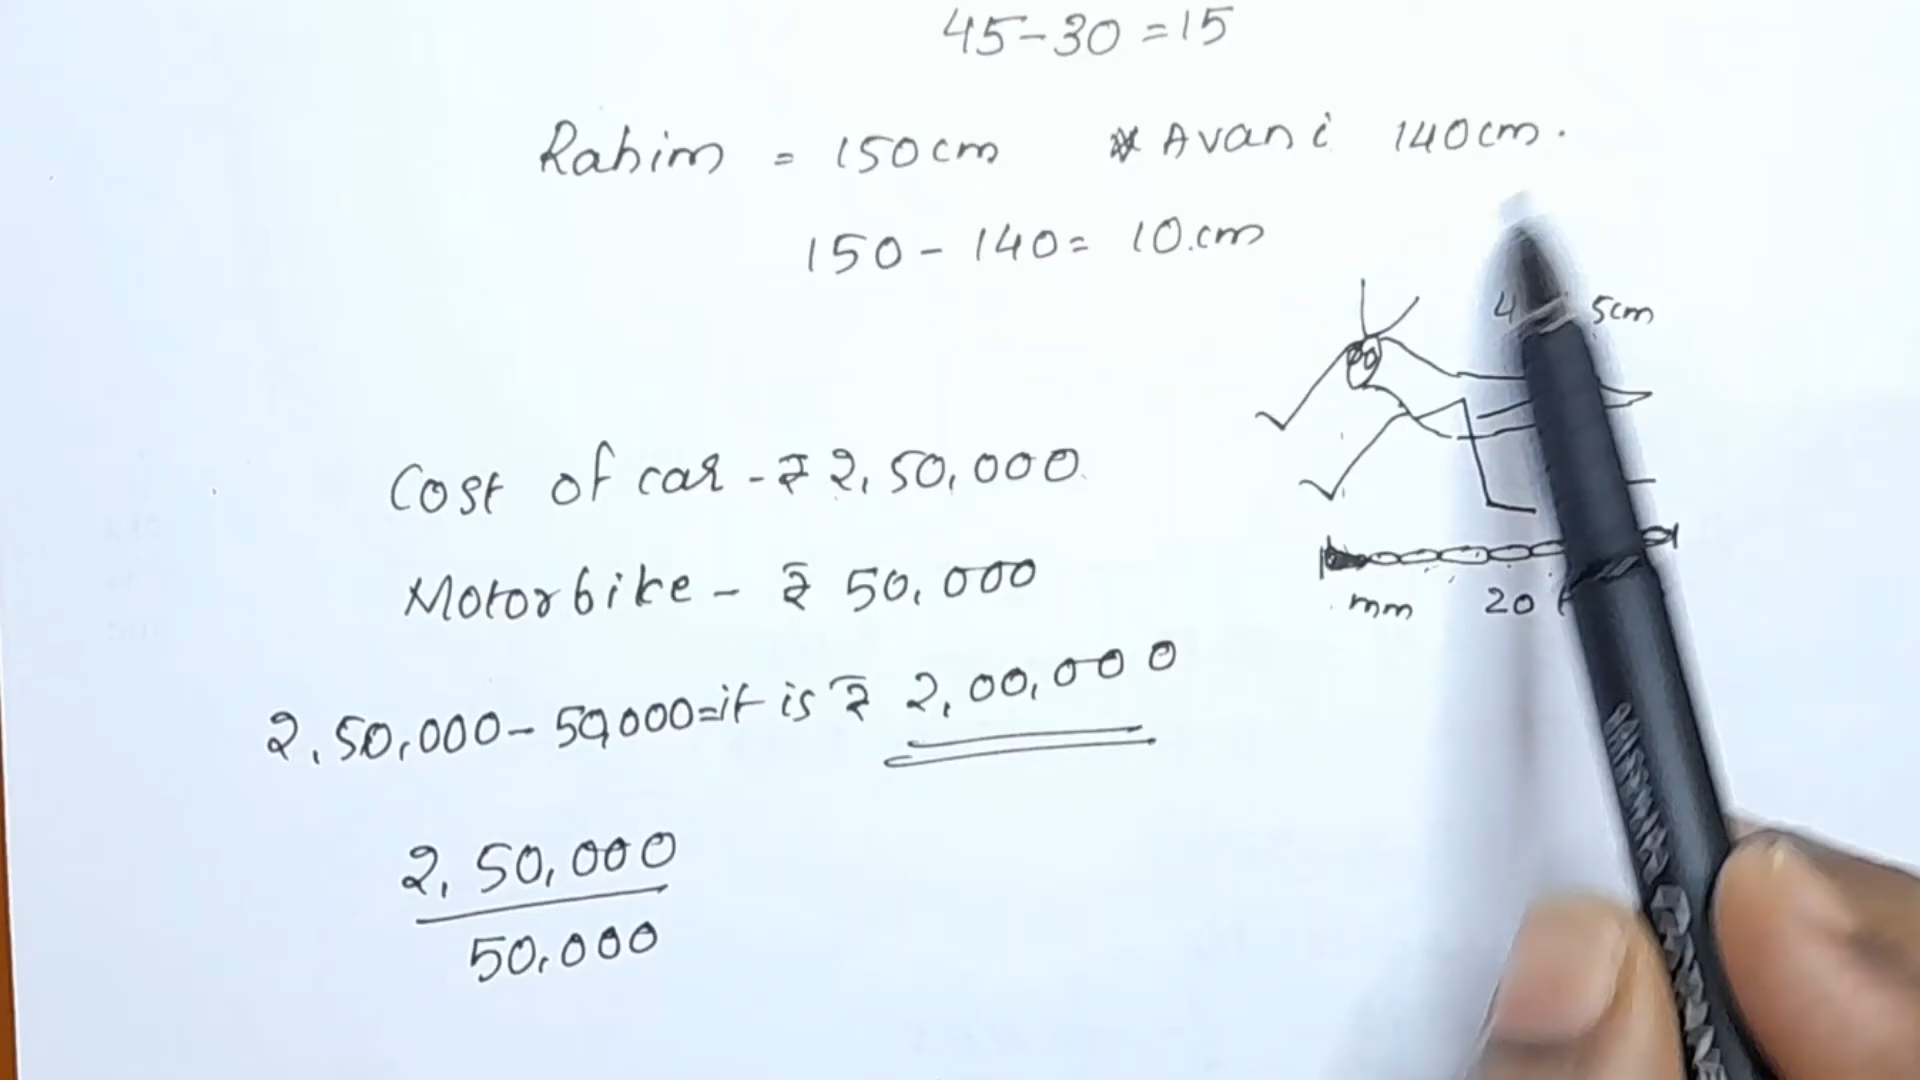 45-30=15
Rahim = 150cm * Avani 140cm.
150-140= 10.cm
4 5cm
Cost of car - ₹ 2,50,000
Motorbike - ₹ 50,000
mm 20
2,50,000-50,000=it is ₹ 2,00,000
2,50,000
50,000